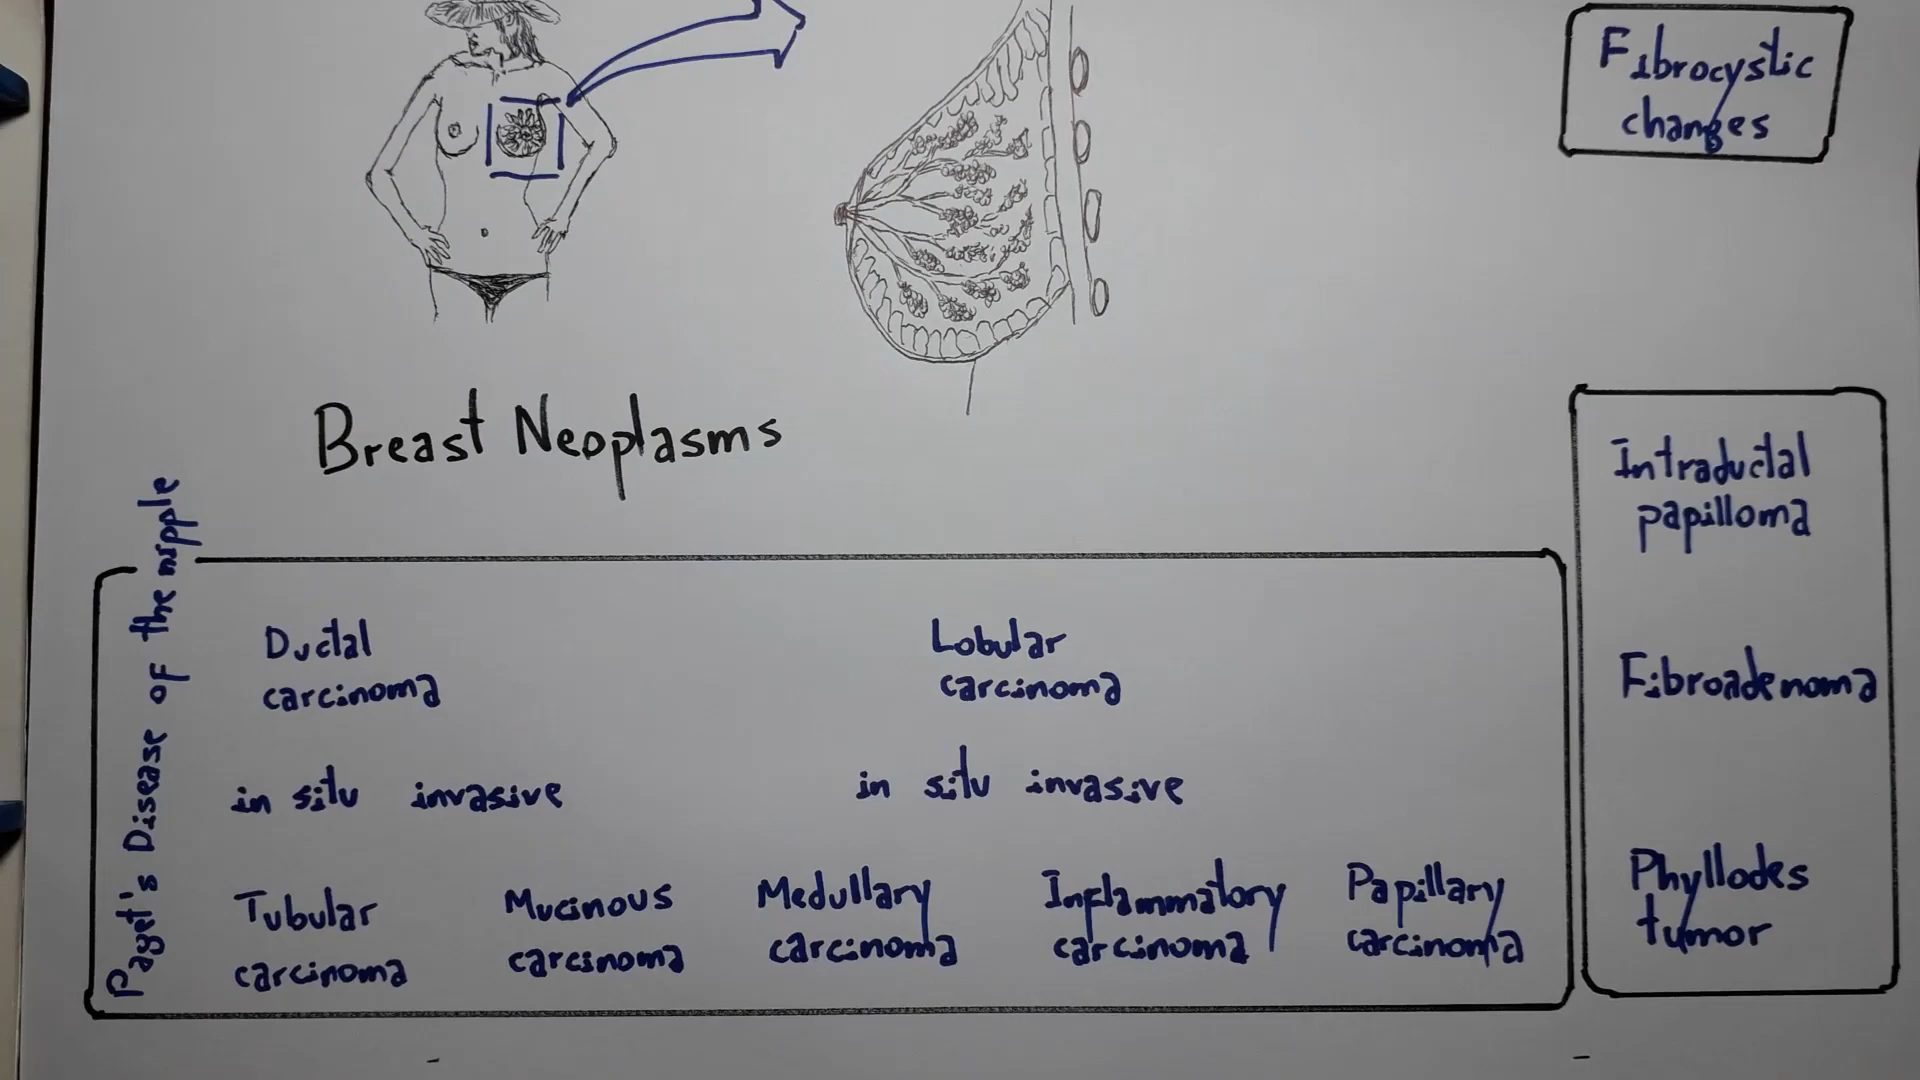 Fibrocystic
changes
Breast Neoplasms
Intraductal
papilloma
Paget's Disease of the nipple
Ductal
carcinoma
Lobular
carcinoma
Fibroadenoma
in situ invasive
in situ invasive
Tubular
carcinoma
Mucinous
carcinoma
Medullary
carcinoma
Inflammatory
carcinoma
Papillary
carcinoma
Phyllodes
tumor